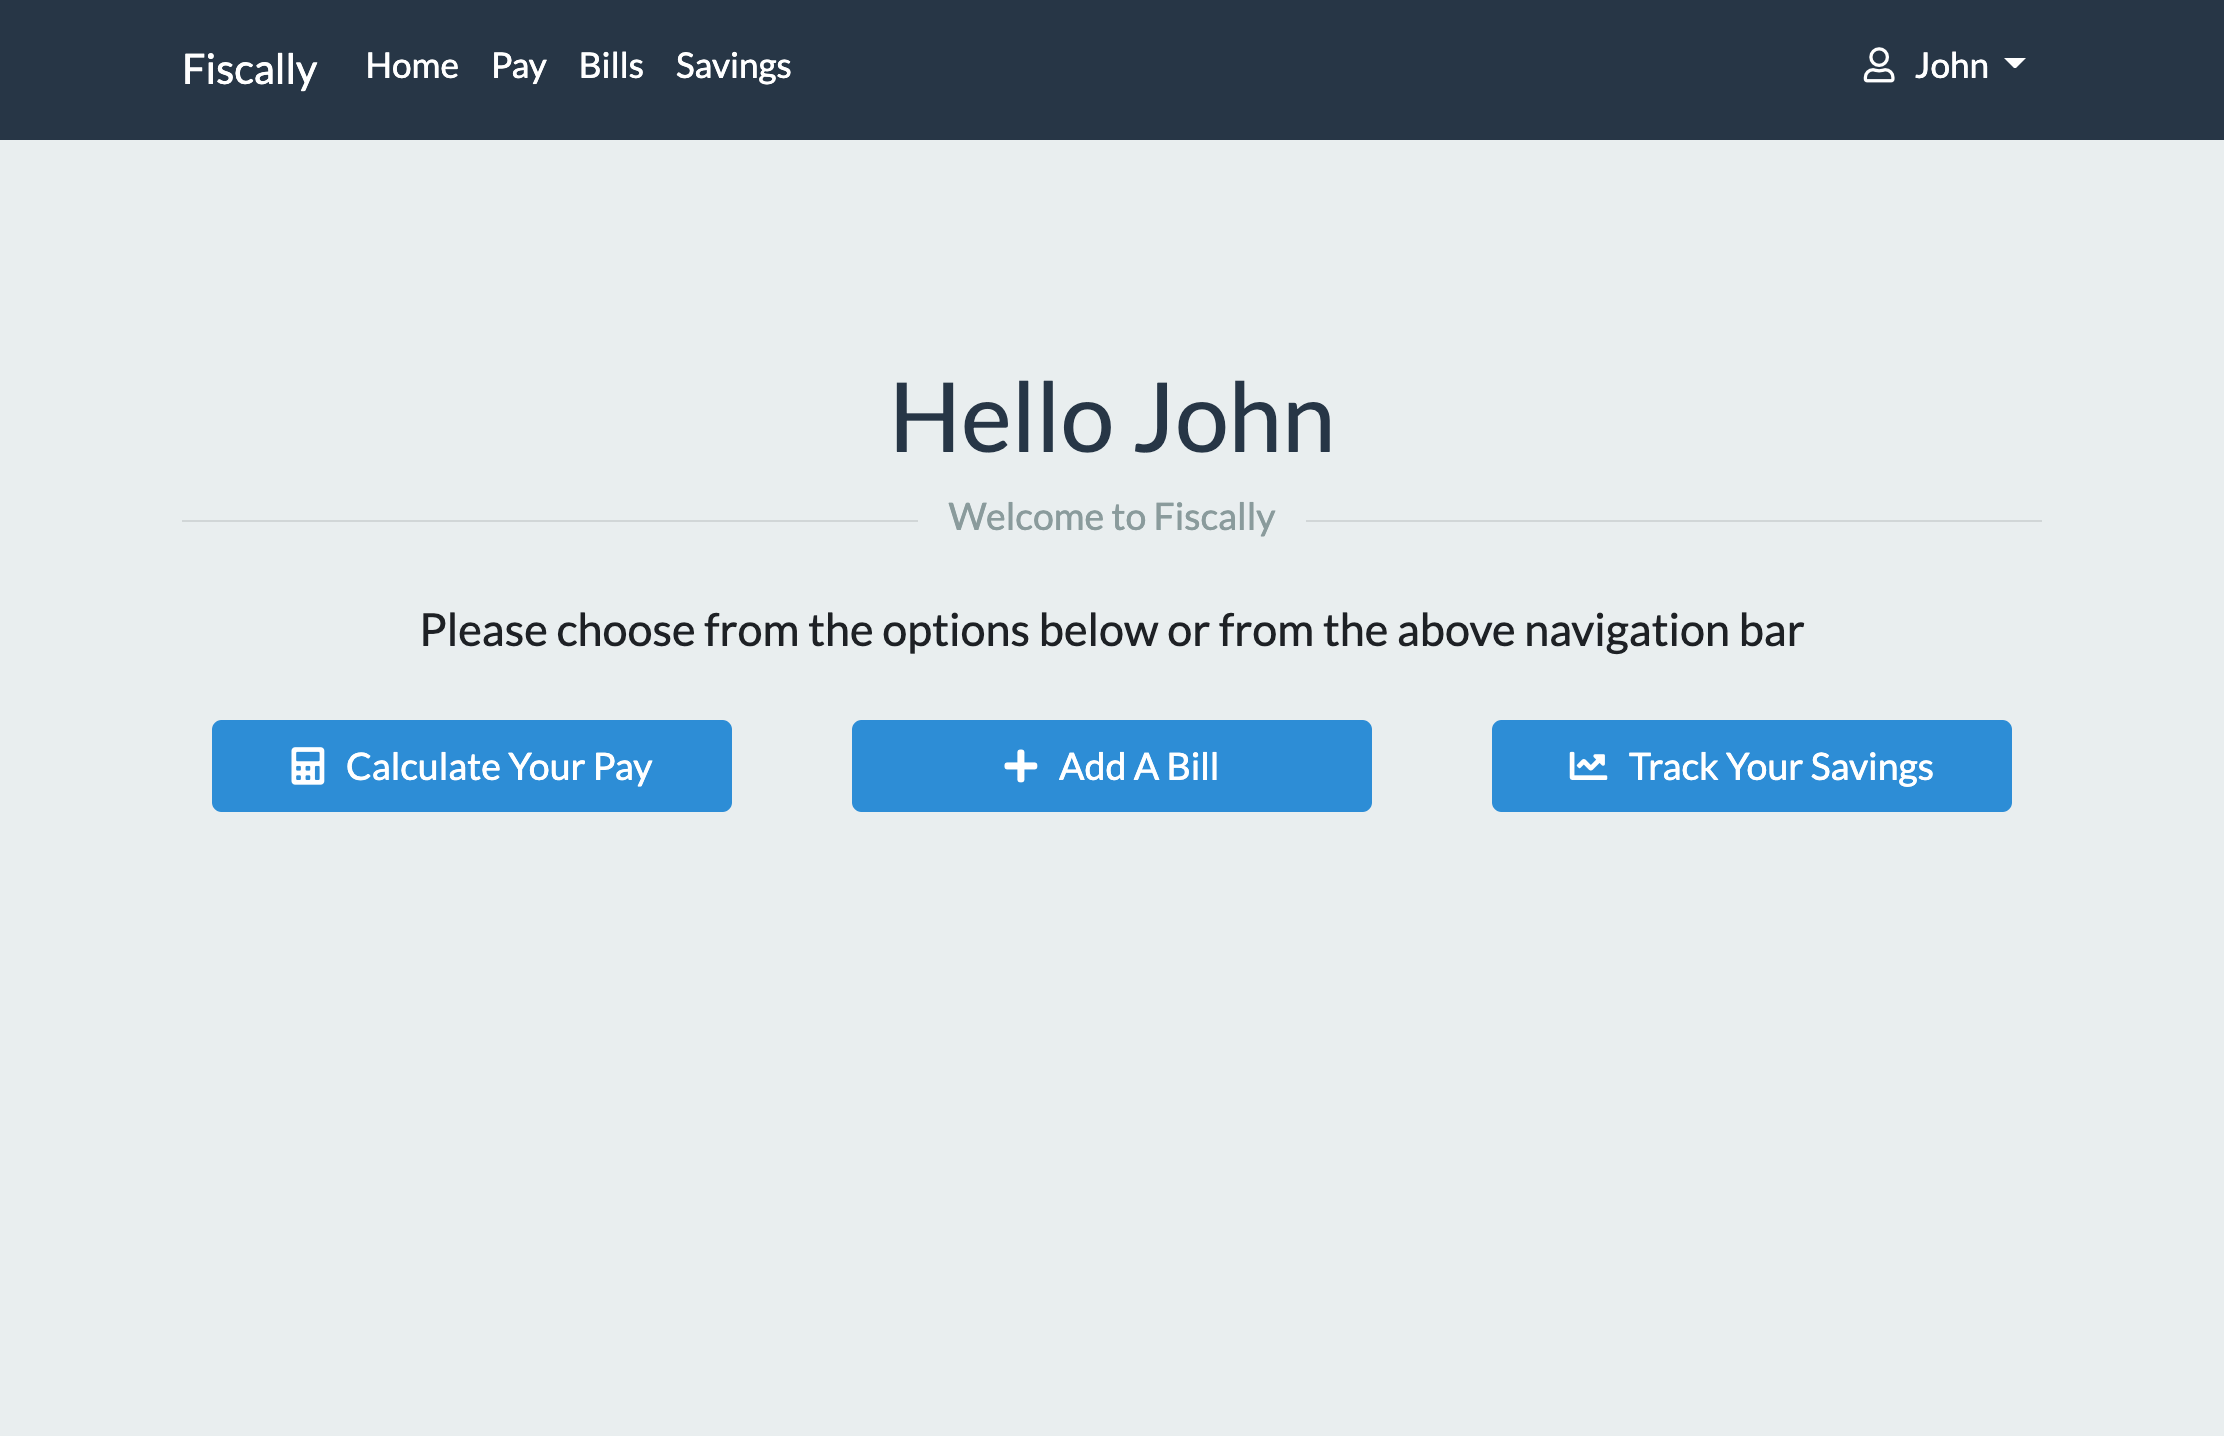 Fiscally Home Pay Bills Savings John
Hello John
Welcome to Fiscally
Please choose from the options below or from the above navigation bar
Calculate Your Pay
Add A Bill
Track Your Savings